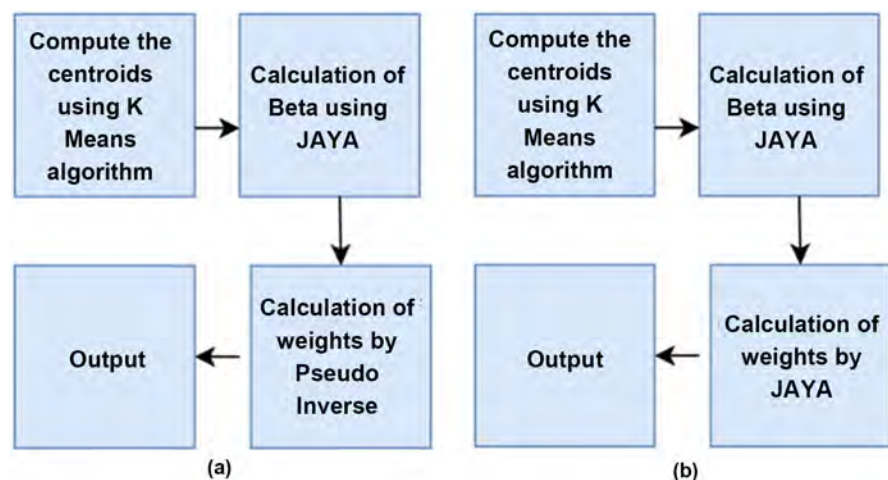 Compute the
centroids
using K
Means
algorithm
Calculation of
Beta using
JAYA
Calculation of
weights by
Pseudo
Inverse
Output
(a)
Compute the
centroids
using K
Means
algorithm
Calculation of
Beta using
JAYA
Calculation of
weights by
JAYA
Output
(b)